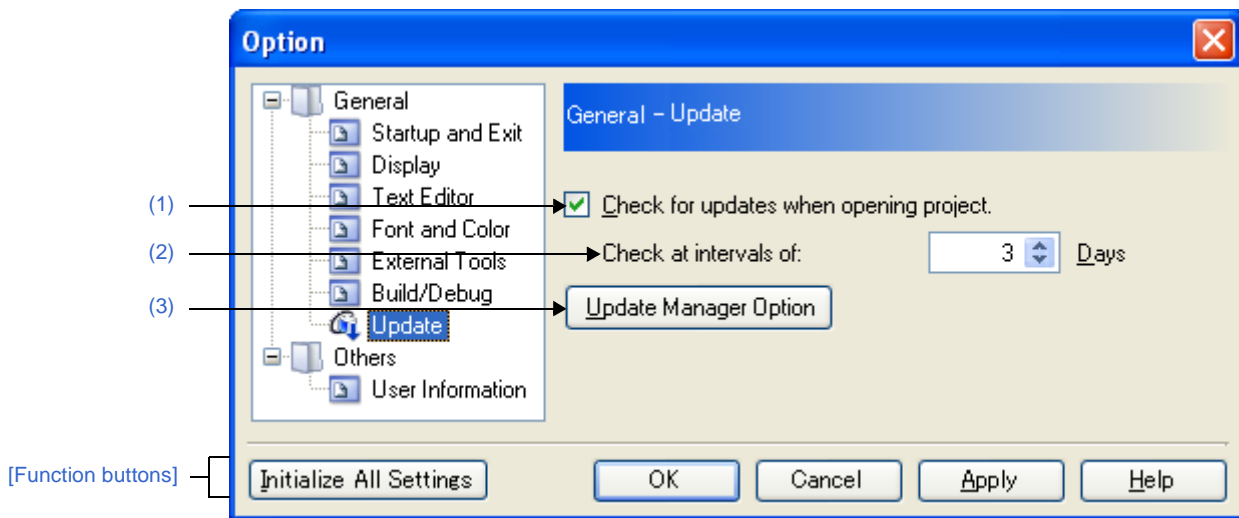 Option
General
Startup and Exit
Display
Text Editor
Font and Color
External Tools
Build/Debug
Update
Others
User Information
General - Update
(1)
Check for updates when opening project.
(2)
Check at intervals of: 3 Days
(3)
Update Manager Option
[Function buttons]
Initialize All Settings OK Cancel Apply Help